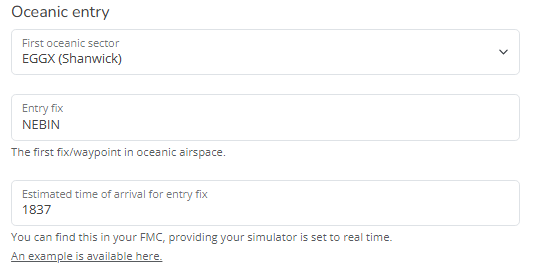 Oceanic entry
First oceanic sector
EGGX (Shanwick)
Entry fix
NEBIN
The first fix/waypoint in oceanic airspace.
Estimated time of arrival for entry fix
1837
You can find this in your FMC, providing your simulator is set to real time.
An example is available here.